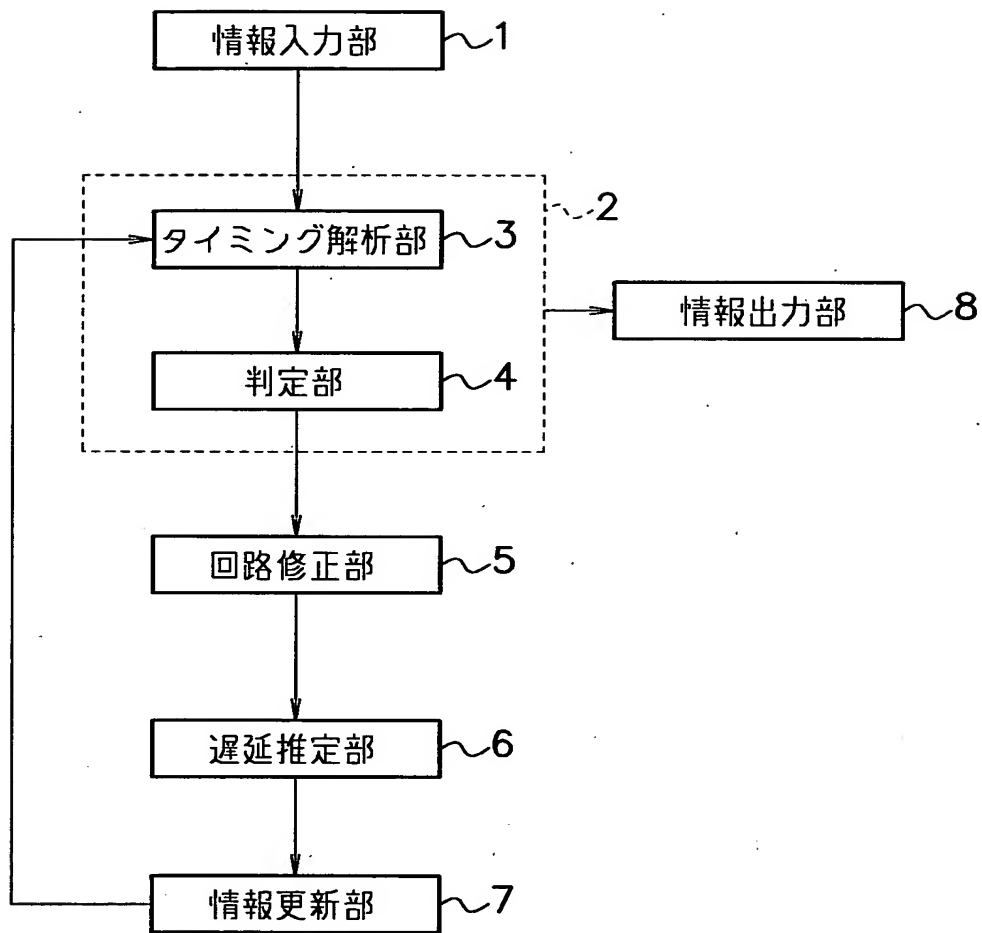 情報入力部 1
2
タイミング解析部 3
情報出力部 8
判定部 4
回路修正部 5
遅延推定部 6
情報更新部 7